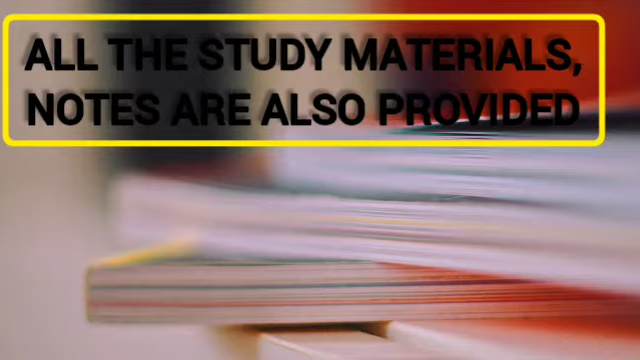 ALL THE STUDY MATERIALS,
NOTES ARE ALSO PROVIDED